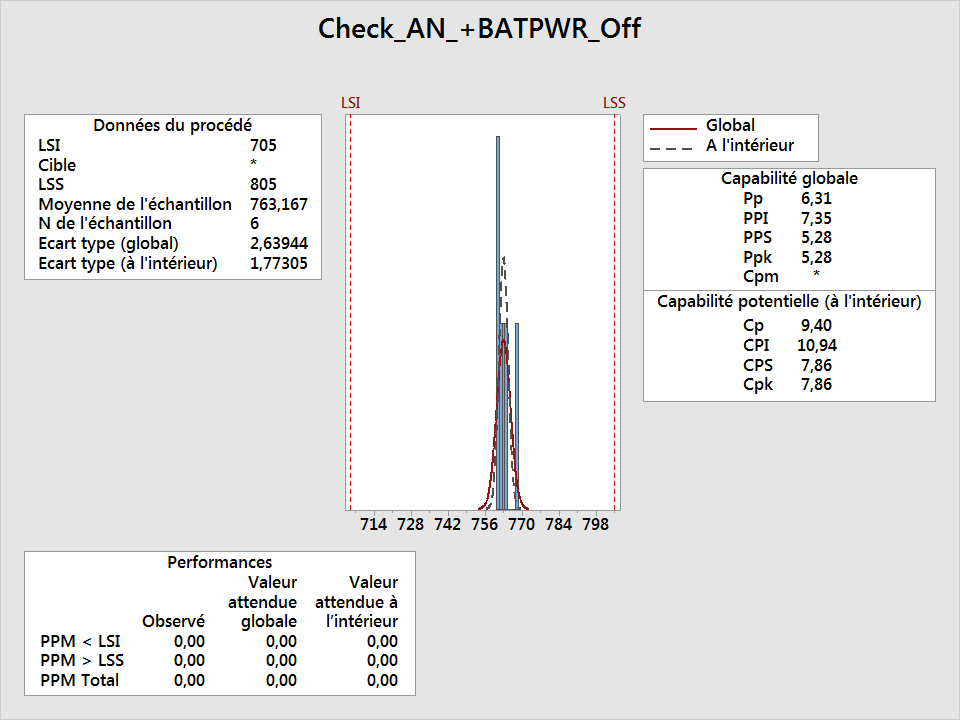 Check_AN_+BATPWR_Off
LSI LSS
Données du procédé
LSI 705
Cible *
LSS 805
Moyenne de l'échantillon 763,167
N de l'échantillon 6
Ecart type (global) 2,63944
Ecart type (à l'intérieur) 1,77305
Global
A l'intérieur
Capabilité globale
Pp 6,31
PPI 7,35
PPS 5,28
Ppk 5,28
Cpm *
Capabilité potentielle (à l'intérieur)
Cp 9,40
CPI 10,94
CPS 7,86
Cpk 7,86
714 728 742 756 770 784 798
Performances
Valeur Valeur
attendue attendue à
Observé globale l'intérieur
PPM < LSI 0,00 0,00 0,00
PPM > LSS 0,00 0,00 0,00
PPM Total 0,00 0,00 0,00